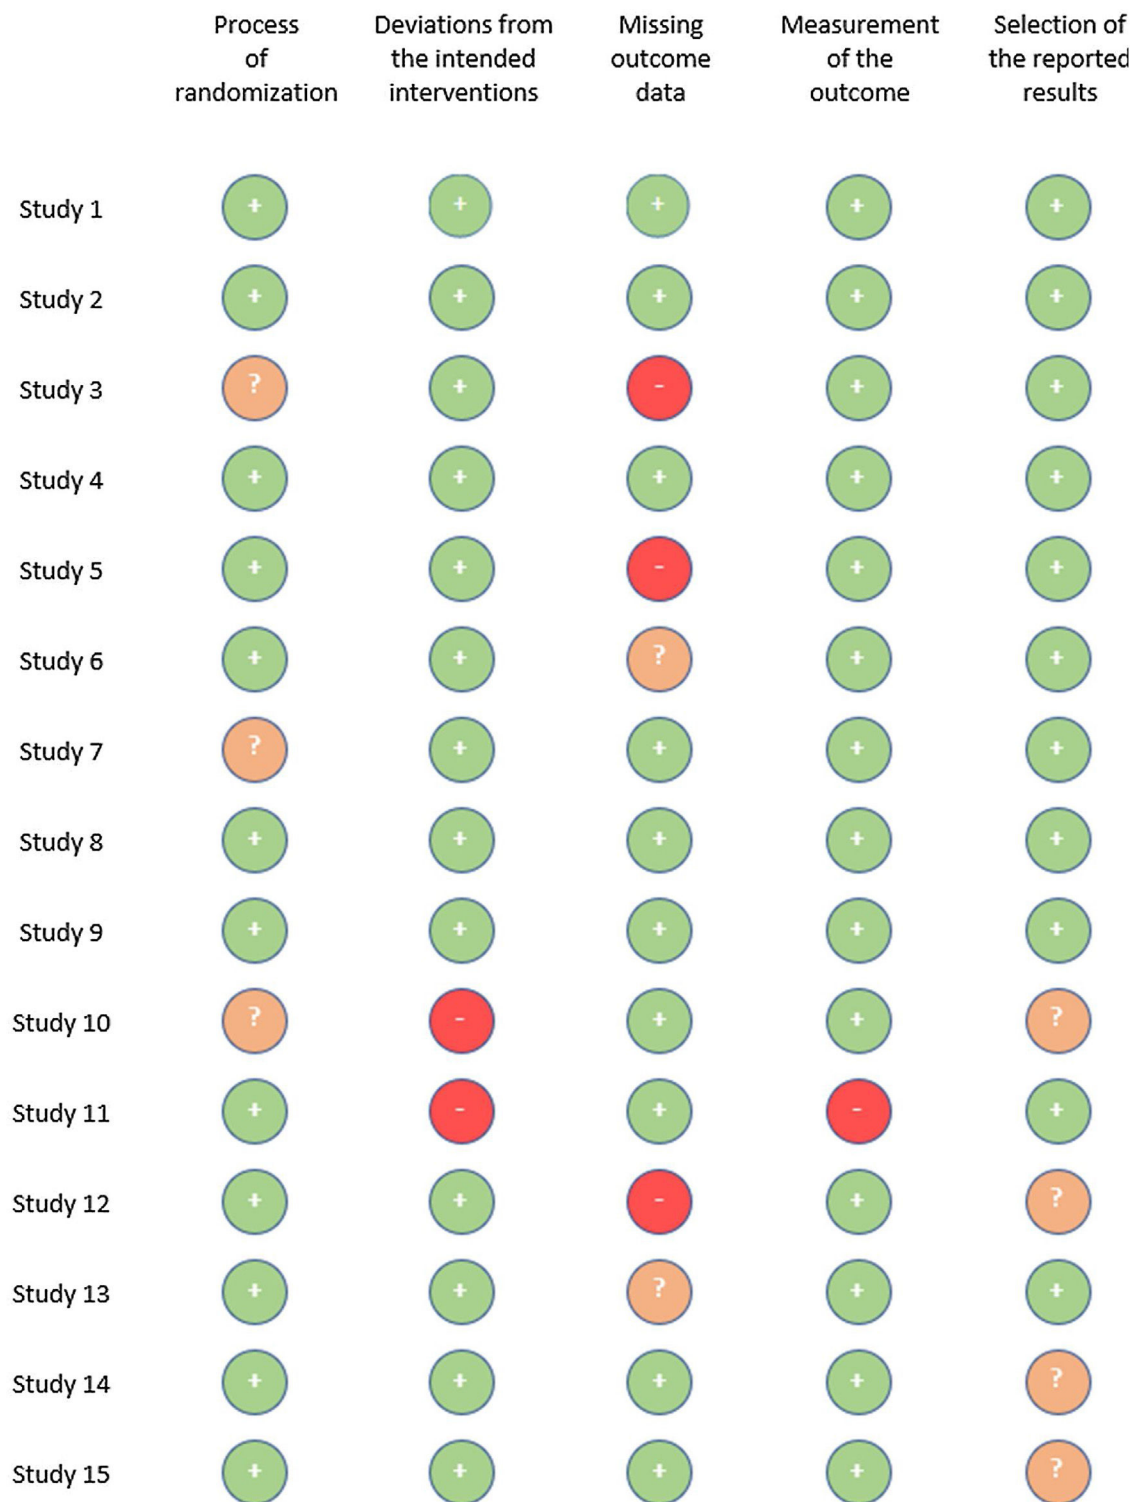 Process of randomization
Deviations from the intended interventions
Missing outcome data
Measurement of the outcome
Selection of the reported results
Study 1 + + + + +
Study 2 + + + + +
Study 3 ? + - + +
Study 4 + + + + +
Study 5 + + - + +
Study 6 + + ? + +
Study 7 ? + + + +
Study 8 + + + + +
Study 9 + + + + +
Study 10 ? - + + ?
Study 11 + - + - +
Study 12 + + - + ?
Study 13 + + ? + +
Study 14 + + + + ?
Study 15 + + + + ?